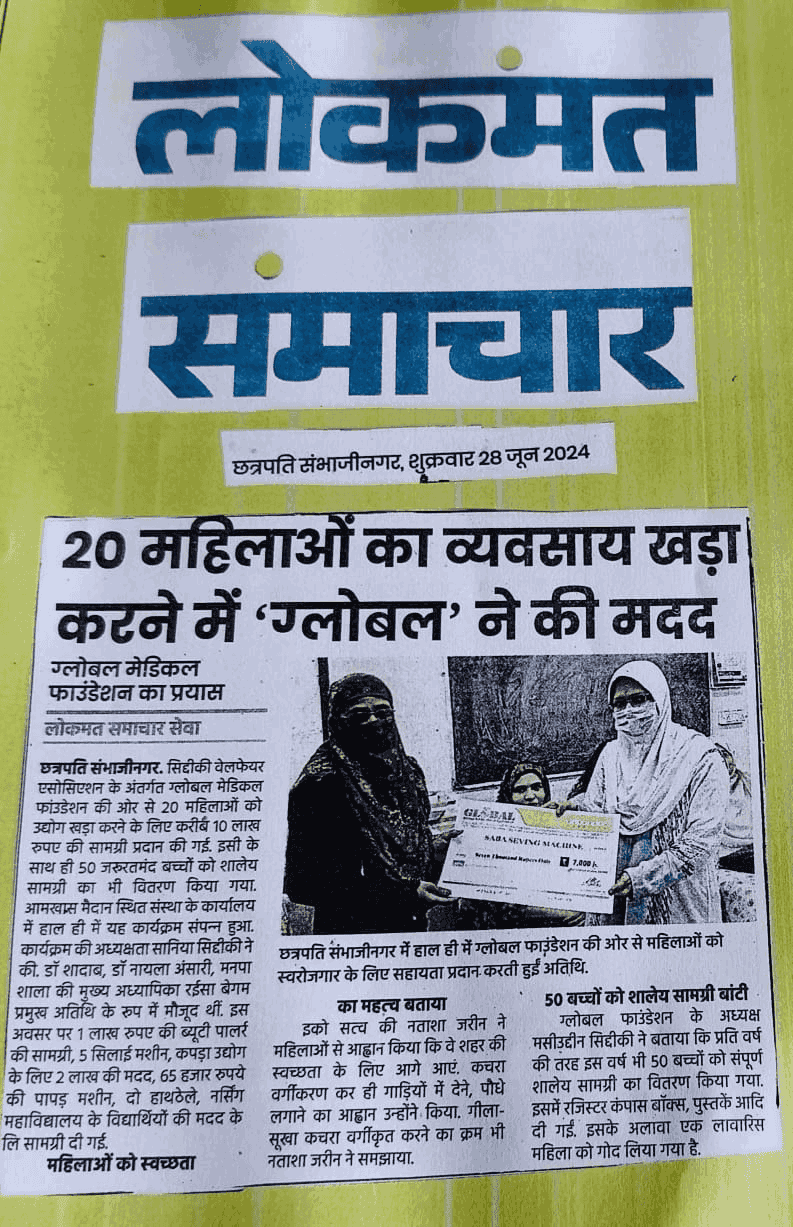 लोकमत
समाचार
छत्रपति संभाजीनगर, शुक्रवार 28 जून 2024
20 महिलाओं का व्यवसाय खड़ा
करने में ‘ग्लोबल’ ने की मदद
ग्लोबल मेडिकल
फाउंडेशन का प्रयास
लोकमत समाचार सेवा
छत्रपति संभाजीनगर. सिद्दीकी वेलफेयर
एसोसिएशन के अंतर्गत ग्लोबल मेडिकल
फांउडेशन की ओर से 20 महिलाओं को
उद्योग खड़ा करने के लिए करीब 10 लाख
रुपए की सामग्री प्रदान की गई. इसी के
साथ ही 50 जरूरतमंद बच्चों को शालेय
सामग्री का भी वितरण किया गया.
आमखास मैदान स्थित संस्था के कार्यालय
में हाल ही में यह कार्यक्रम संपन्न हुआ.
कार्यक्रम की अध्यक्षता सानिया सिद्दीकी ने
की. डॉ शादाब, डॉ नायला अंसारी, मनपा
शाला की मुख्य अध्यापिका रईसा बेगम
प्रमुख अतिथि के रुप में मौजूद थीं. इस
अवसर पर 1 लाख रुपए की ब्यूटी पालर्र
की सामग्री, 5 सिलाई मशीन, कपड़ा उद्योग
के लिए 2 लाख की मदद, 65 हजार रुपये
की पापड़ मशीन, दो हाथठेले, नर्सिंग
महाविद्यालय के विद्यार्थियों की मदद के
लि सामग्री दी गई.
महिलाओं को स्वच्छता
GLOBAL
SABA SEVING MACHINE
Seven Thousand Rupees Only ₹ 7,000/-
छत्रपति संभाजीनगर में हाल ही में ग्लोबल फाउंडेशन की ओर से महिलाओं को
स्वरोजगार के लिए सहायता प्रदान करती हुईं अतिथि.
का महत्व बताया
इको सत्व की नताशा जरीन ने
महिलाओं से आह्वान किया कि वे शहर की
स्वच्छता के लिए आगे आएं. कचरा
वर्गीकरण कर ही गाड़ियों में देने, पौधे
लगाने का आह्वान उन्होंने किया. गीला-
सूखा कचरा वर्गीकृत करने का क्रम भी
नताशा जरीन ने समझाया.
50 बच्चों को शालेय सामग्री बांटी
ग्लोबल फाउंडेशन के अध्यक्ष
मसीउद्दीन सिद्दीकी ने बताया कि प्रति वर्ष
की तरह इस वर्ष भी 50 बच्चों को संपूर्ण
शालेय सामग्री का वितरण किया गया.
इसमें रजिस्टर कंपास बॉक्स, पुस्तकें आदि
दी गईं. इसके अलावा एक लावारिस
महिला को गोद लिया गया है.